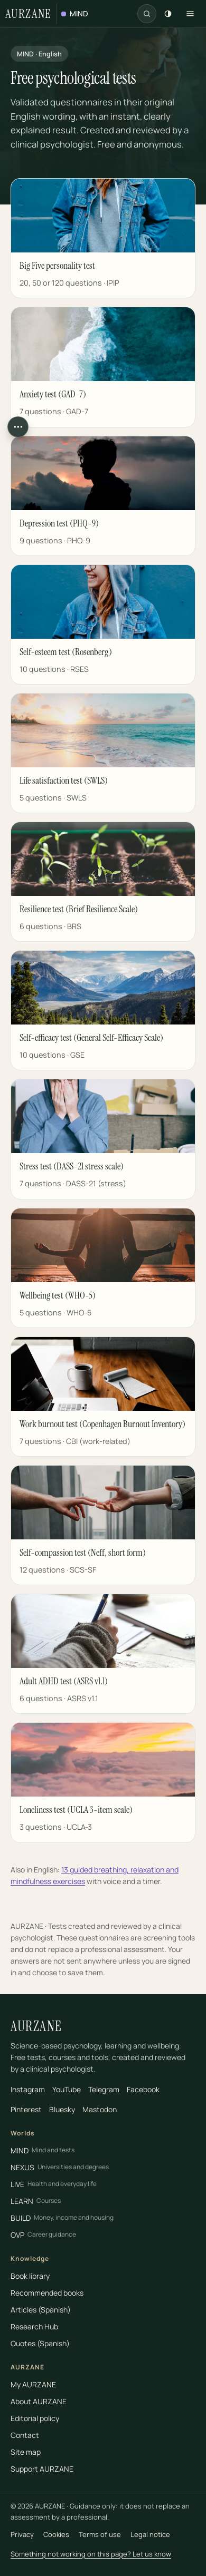 AURZANE MIND
MIND · English
Free psychological tests
Validated questionnaires in their original
English wording, with an instant, clearly
explained result. Created and reviewed by a
clinical psychologist. Free and anonymous.
Big Five personality test
20, 50 or 120 questions · IPIP
Anxiety test (GAD-7)
7 questions · GAD-7
Depression test (PHQ-9)
9 questions · PHQ-9
Self-esteem test (Rosenberg)
10 questions · RSES
Life satisfaction test (SWLS)
5 questions · SWLS
Resilience test (Brief Resilience Scale)
6 questions · BRS
Self-efficacy test (General Self-Efficacy Scale)
10 questions · GSE
Stress test (DASS-21 stress scale)
7 questions · DASS-21 (stress)
Wellbeing test (WHO-5)
5 questions · WHO-5
Work burnout test (Copenhagen Burnout Inventory)
7 questions · CBI (work-related)
Self-compassion test (Neff, short form)
12 questions · SCS-SF
Adult ADHD test (ASRS v1.1)
6 questions · ASRS v1.1
Loneliness test (UCLA 3-item scale)
3 questions · UCLA-3
Also in English: 13 guided breathing, relaxation and
mindfulness exercises with voice and a timer.
AURZANE · Tests created and reviewed by a clinical
psychologist. These questionnaires are screening tools
and do not replace a professional assessment. Your
answers are not sent anywhere unless you are signed
in and choose to save them.
AURZANE
Science-based psychology, learning and wellbeing.
Free tests, courses and tools, created and reviewed
by a clinical psychologist.
Instagram YouTube Telegram Facebook
Pinterest Bluesky Mastodon
Worlds
MIND Mind and tests
NEXUS Universities and degrees
LIVE Health and everyday life
LEARN Courses
BUILD Money, income and housing
OVP Career guidance
Knowledge
Book library
Recommended books
Articles (Spanish)
Research Hub
Quotes (Spanish)
AURZANE
My AURZANE
About AURZANE
Editorial policy
Contact
Site map
Support AURZANE
© 2026 AURZANE · Guidance only: it does not replace an
assessment by a professional.
Privacy Cookies Terms of use Legal notice
Something not working on this page? Let us know